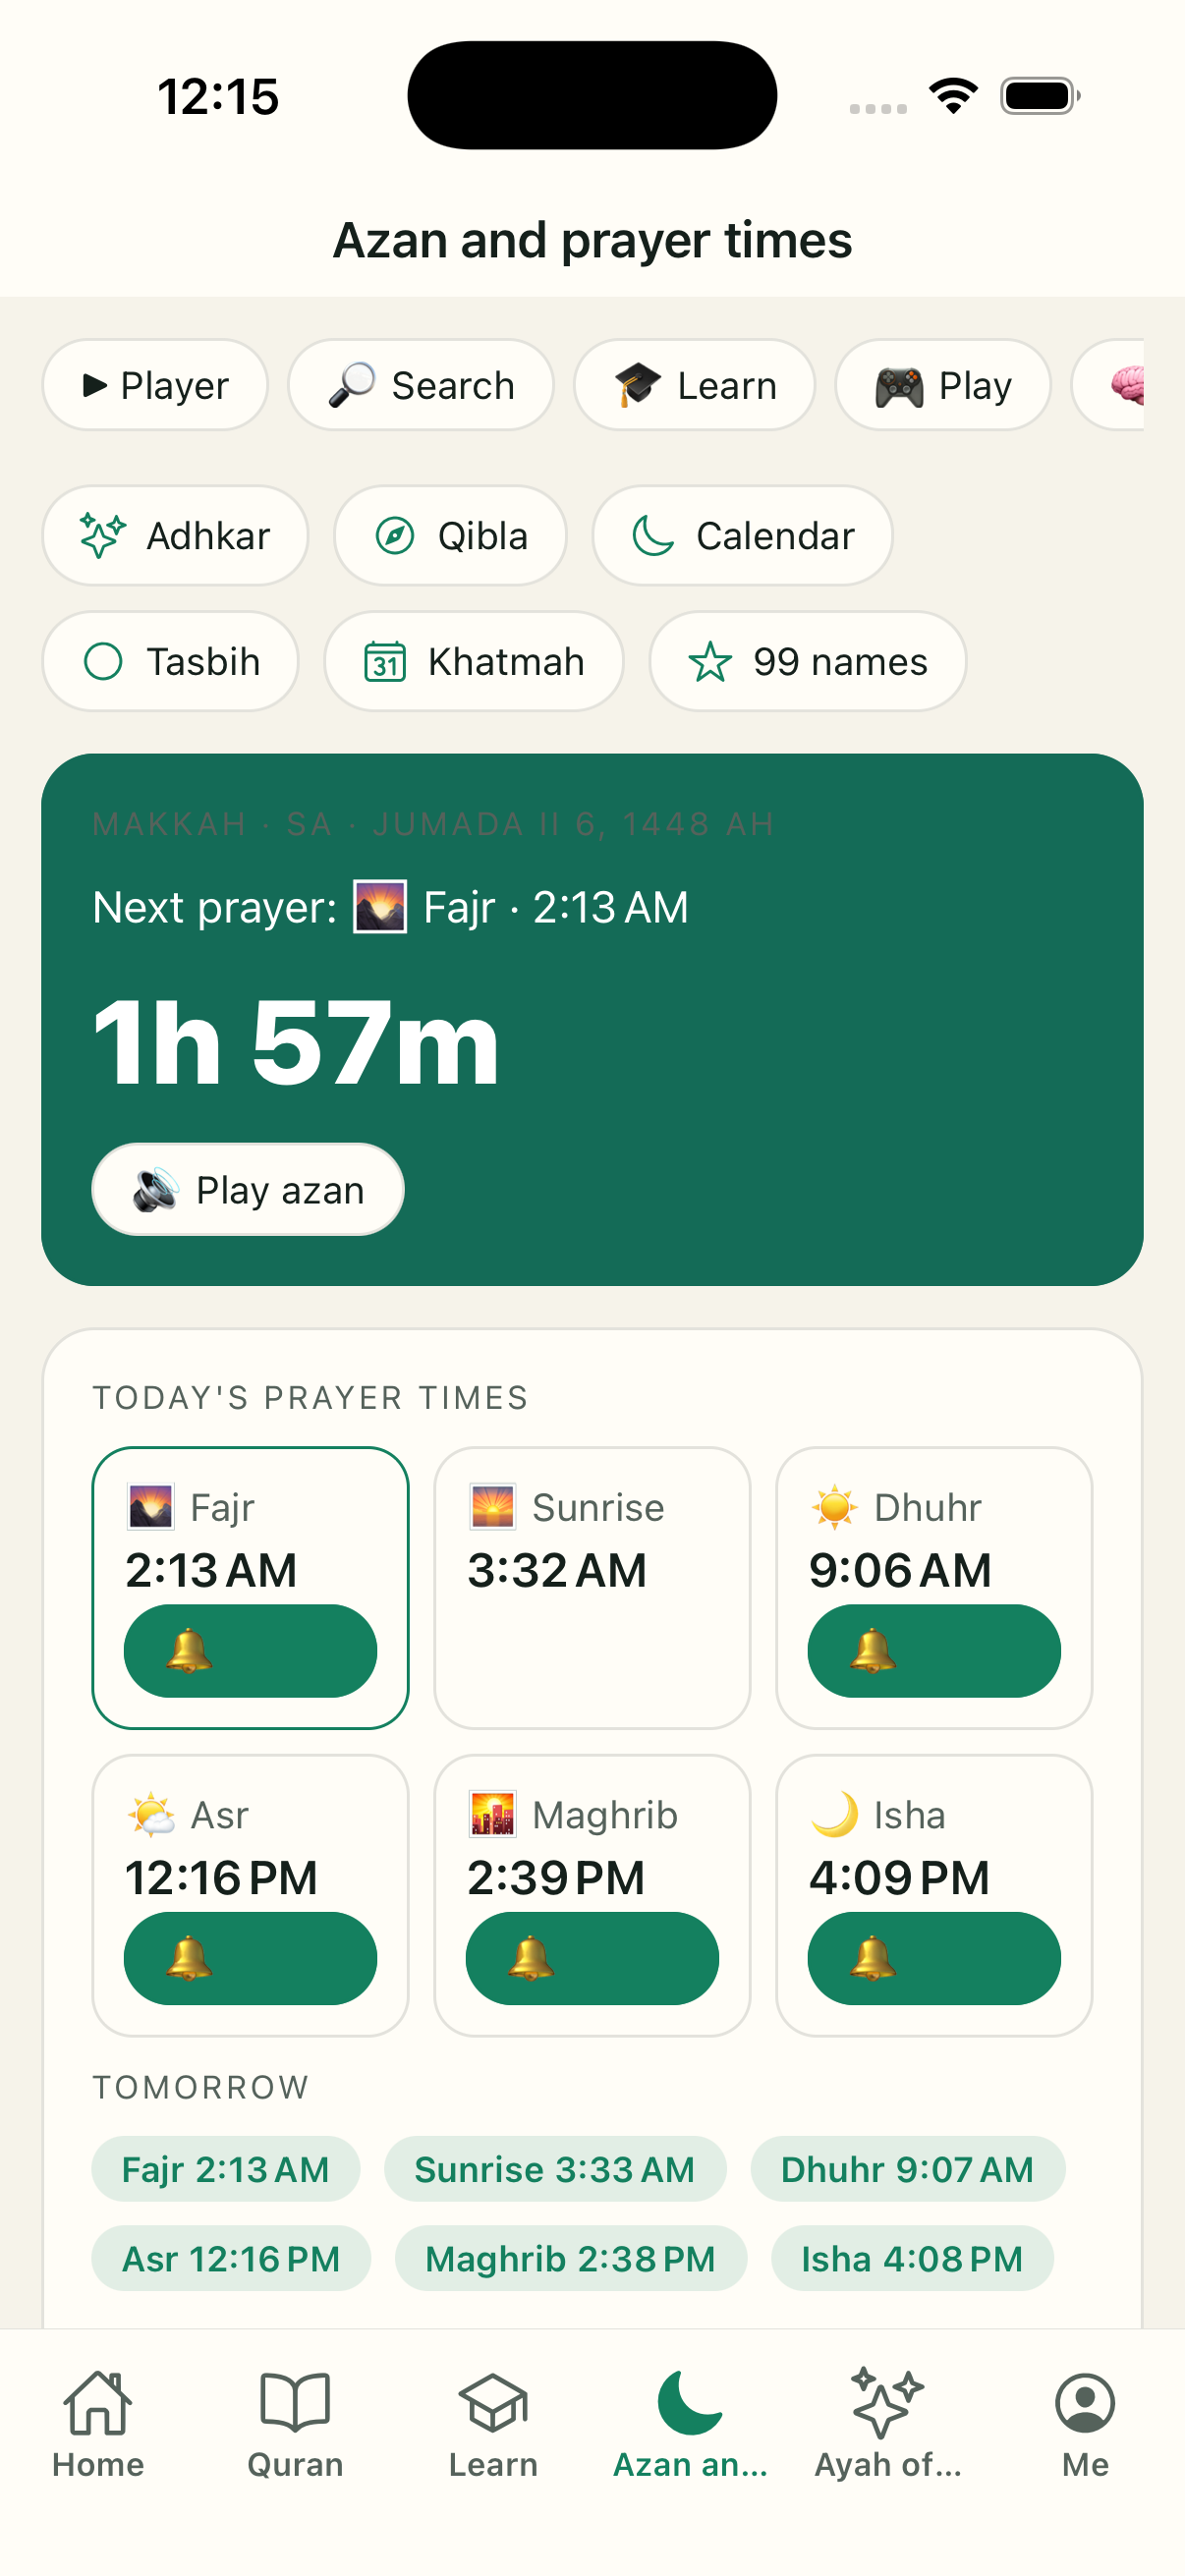 12:15
Azan and prayer times
Player Search Learn Play
Adhkar Qibla Calendar
Tasbih 31 Khatmah 99 names
MAKKAH · SA · JUMADA II 6, 1448 AH
Next prayer: Fajr · 2:13 AM
1h 57m
Play azan
TODAY'S PRAYER TIMES
Fajr Sunrise Dhuhr
2:13 AM 3:32 AM 9:06 AM
Asr Maghrib Isha
12:16 PM 2:39 PM 4:09 PM
TOMORROW
Fajr 2:13 AM Sunrise 3:33 AM Dhuhr 9:07 AM
Asr 12:16 PM Maghrib 2:38 PM Isha 4:08 PM
Home Quran Learn Azan an... Ayah of... Me